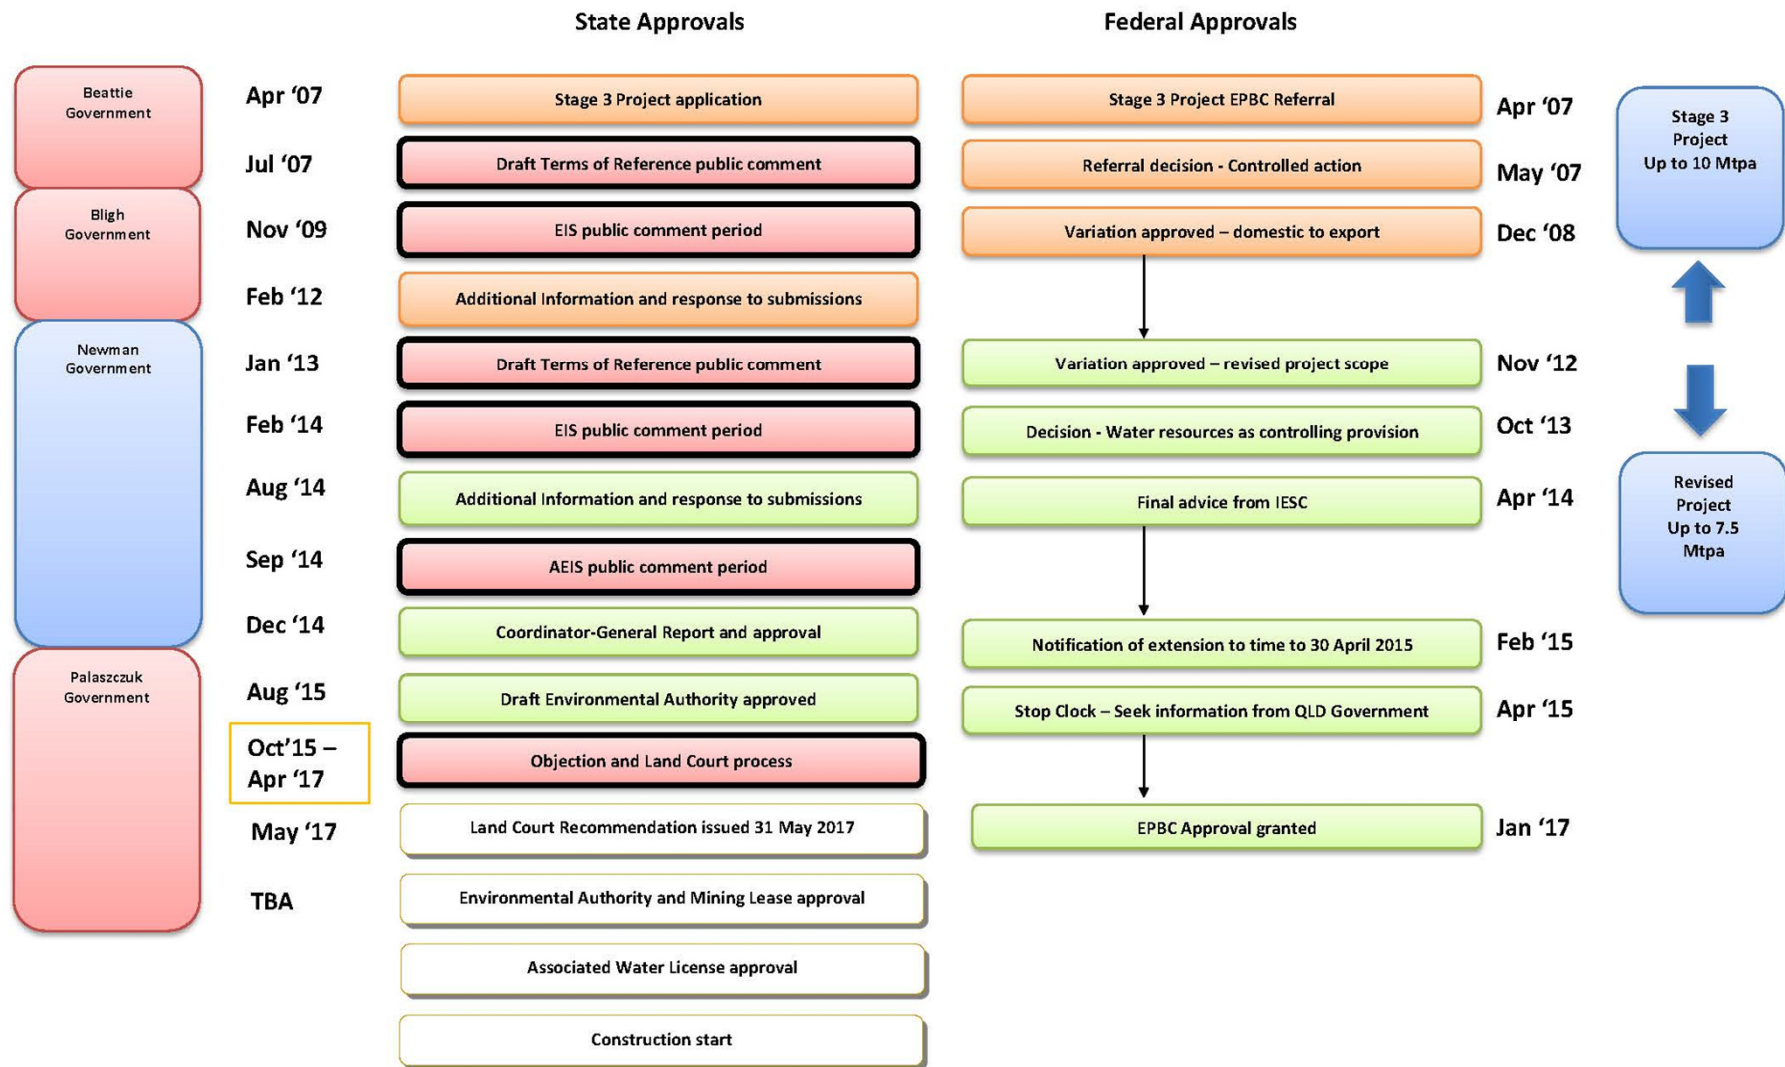 State Approvals
Federal Approvals
Beattie
Government
Apr ‘07
Stage 3 Project application
Stage 3 Project EPBC Referral
Apr ‘07
Stage 3
Project
Up to 10 Mtpa
Jul ‘07
Draft Terms of Reference public comment
Referral decision - Controlled action
May ‘07
Bligh
Government
Nov ‘09
EIS public comment period
Variation approved – domestic to export
Dec ‘08
Feb ‘12
Additional Information and response to submissions
Newman
Government
Jan ‘13
Draft Terms of Reference public comment
Variation approved – revised project scope
Nov ‘12
Feb ‘14
EIS public comment period
Decision - Water resources as controlling provision
Oct ‘13
Revised
Project
Up to 7.5
Mtpa
Aug ‘14
Additional Information and response to submissions
Final advice from IESC
Apr ‘14
Sep ‘14
AEIS public comment period
Dec ‘14
Coordinator-General Report and approval
Notification of extension to time to 30 April 2015
Feb ‘15
Palaszczuk
Government
Aug ‘15
Draft Environmental Authority approved
Stop Clock – Seek information from QLD Government
Apr ‘15
Oct’15 –
Apr ‘17
Objection and Land Court process
May ‘17
Land Court Recommendation issued 31 May 2017
EPBC Approval granted
Jan ‘17
TBA
Environmental Authority and Mining Lease approval
Associated Water License approval
Construction start